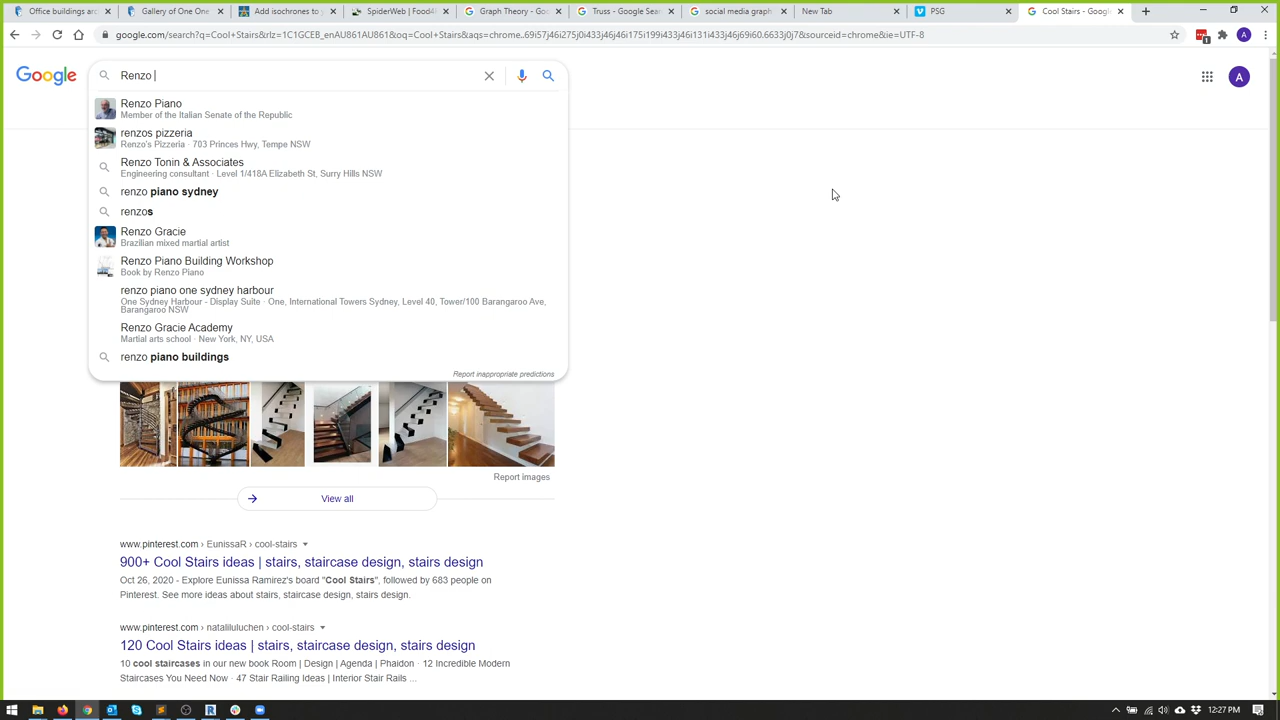 Office buildings ar
Gallery of One One
Add isochrones to y
SpiderWeb | Food4
Graph Theory - Goo
Truss - Google Sear
social media graph
New Tab
PSG
Cool Stairs - Google
google.com/search?q=Cool+Stairs&rlz=1C1GCEB_enAU861AU861&oq=Cool+Stairs&aqs=chrome..69i57j46i275j0i433j46j46i175i199j46i131i433j46j69i60.6633j0j7&sourceid=chrome&ie=UTF-8
1
A
Google
Renzo
A
Renzo Piano
Member of the Italian Senate of the Republic
renzos pizzeria
Renzo's Pizzeria · 703 Princes Hwy, Tempe NSW
Renzo Tonin & Associates
Engineering consultant · Level 1/418A Elizabeth St, Surry Hills NSW
renzo piano sydney
renzos
Renzo Gracie
Brazilian mixed martial artist
Renzo Piano Building Workshop
Book by Renzo Piano
renzo piano one sydney harbour
One Sydney Harbour - Display Suite · One, International Towers Sydney, Level 40, Tower/100 Barangaroo Ave,
Barangaroo NSW
Renzo Gracie Academy
Martial arts school · New York, NY, USA
renzo piano buildings
Report inappropriate predictions
Report images
View all
www.pinterest.com › EunissaR › cool-stairs
900+ Cool Stairs ideas | stairs, staircase design, stairs design
Oct 26, 2020 - Explore Eunissa Ramirez's board "Cool Stairs", followed by 683 people on
Pinterest. See more ideas about stairs, staircase design, stairs design.
www.pinterest.com › nataliluluchen › cool-stairs
120 Cool Stairs ideas | stairs, staircase design, stairs design
10 cool staircases in our new book Room | Design | Agenda | Phaidon · 12 Incredible Modern
Staircases You Need Now · 47 Stair Railing Ideas | Interior Stair Rails ...
12:27 PM